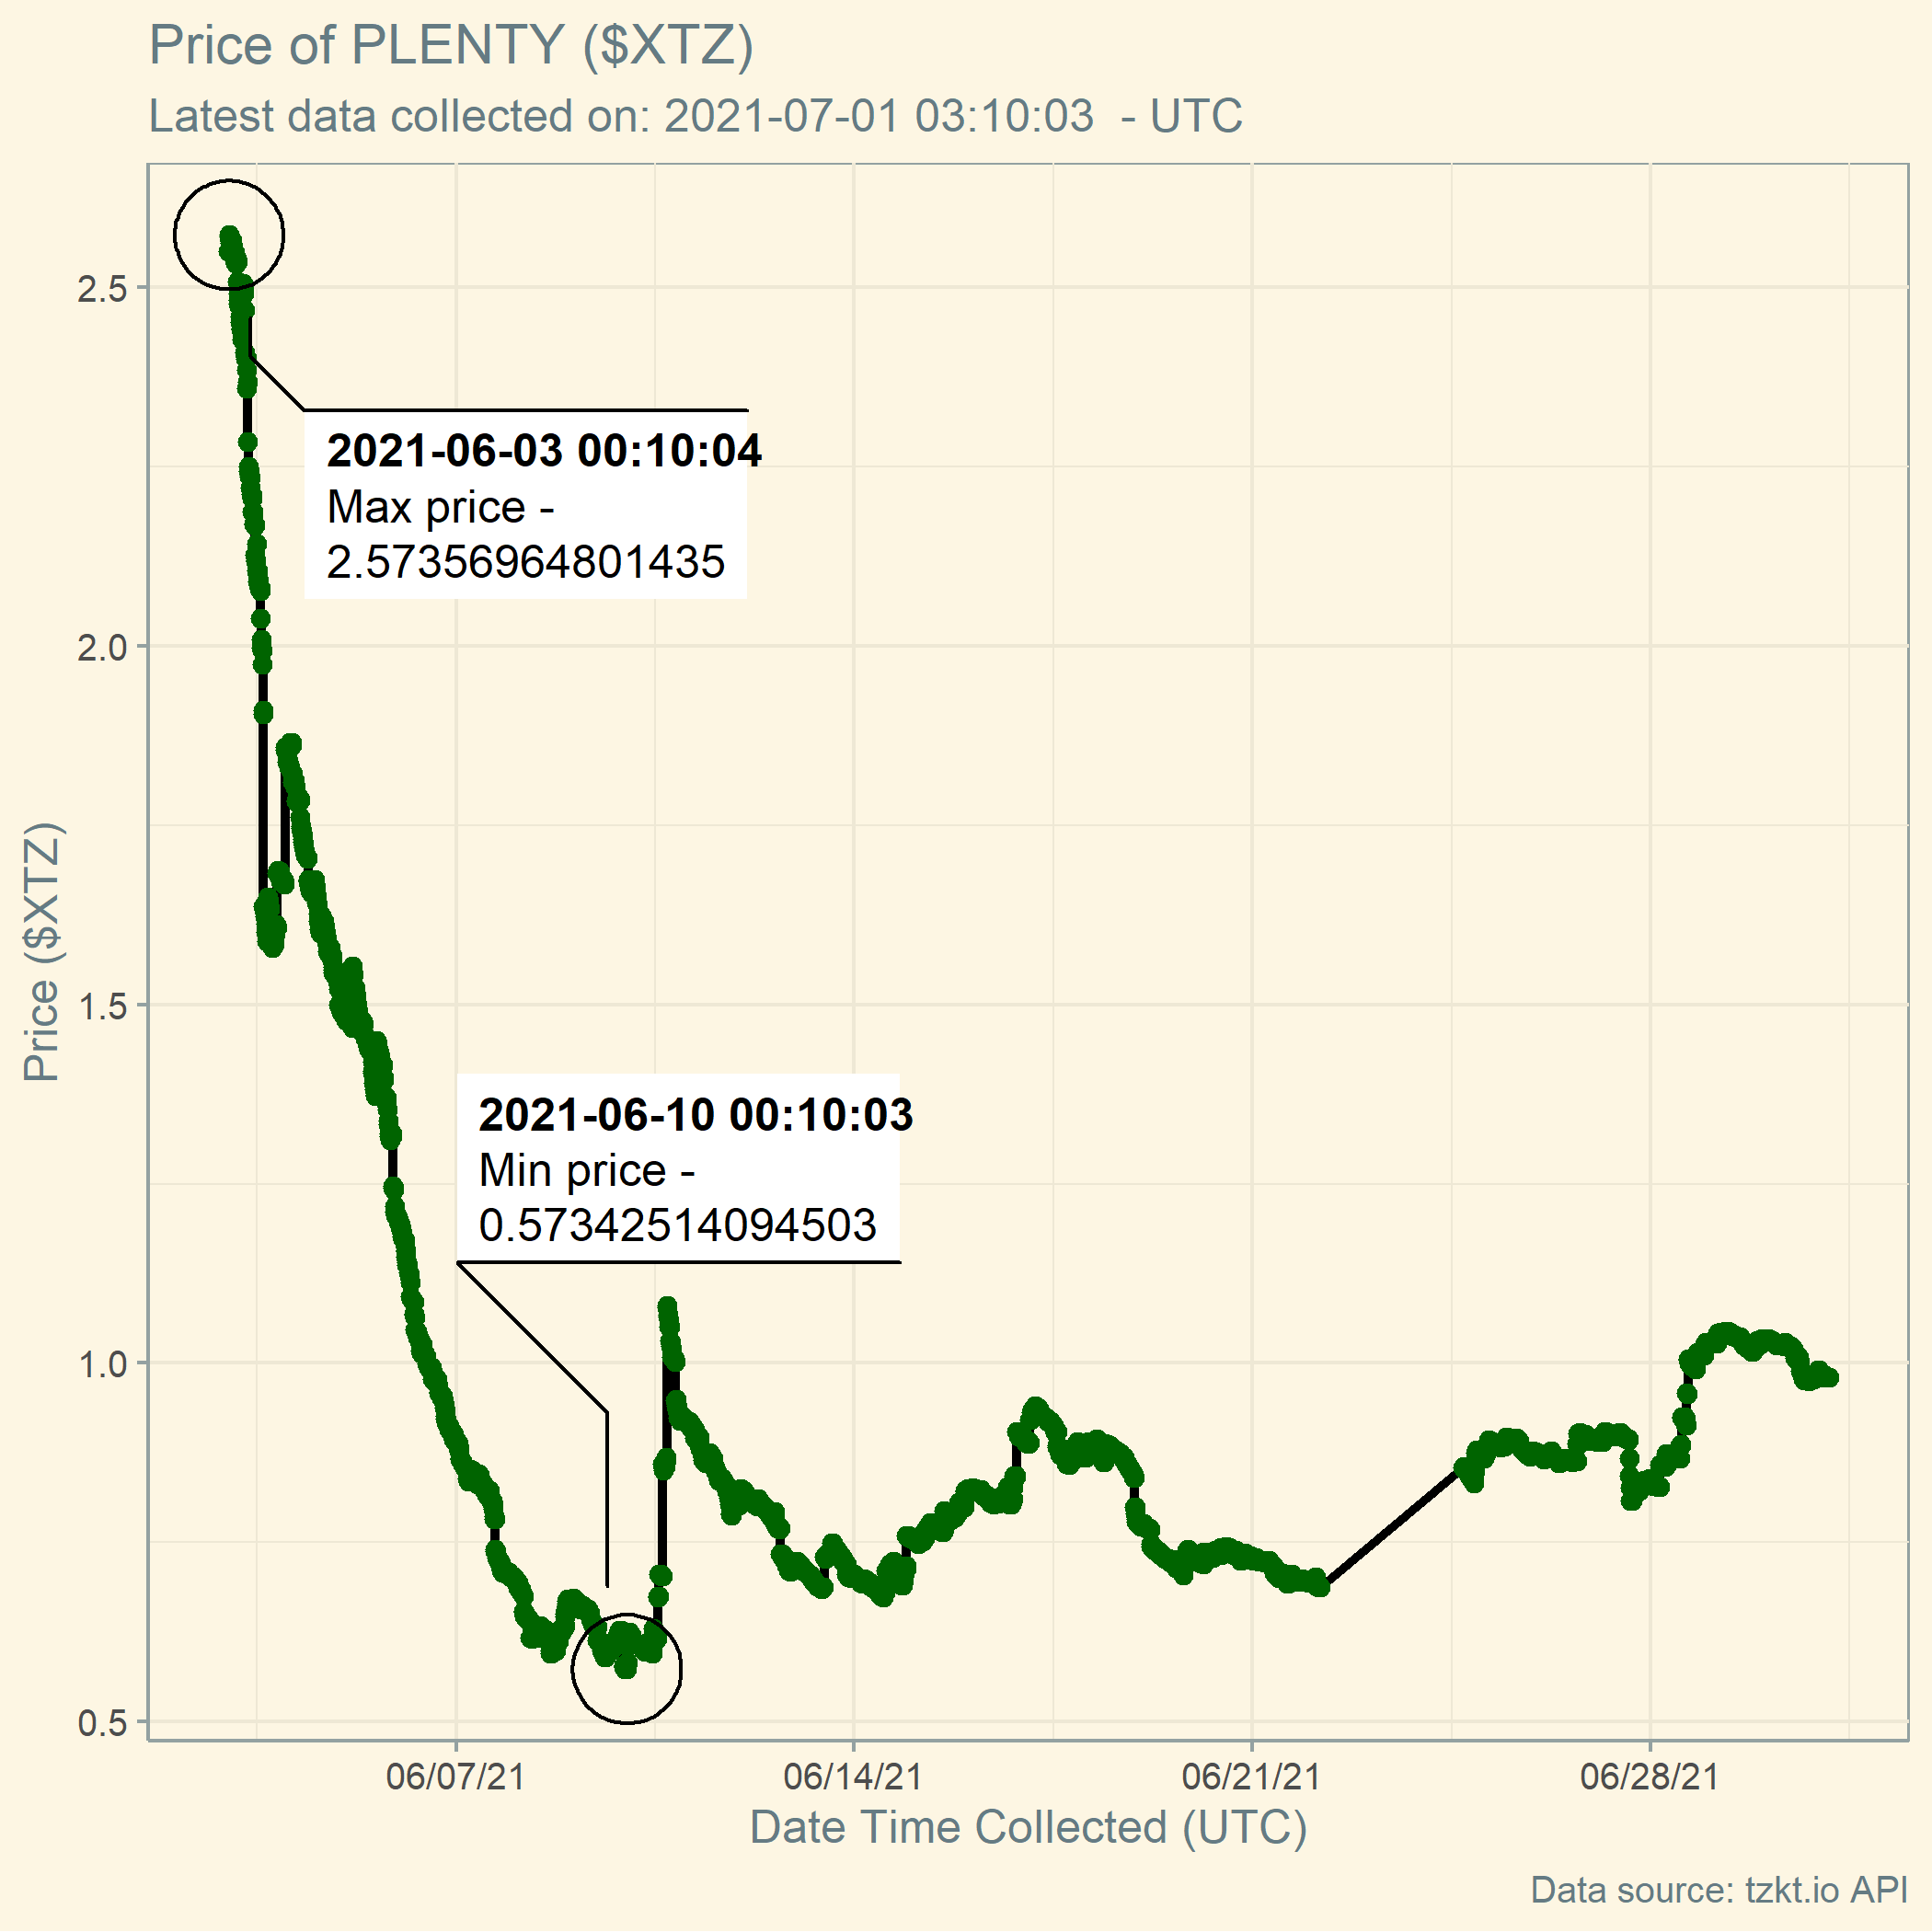 Price of PLENTY ($XTZ)
Latest data collected on: 2021-07-01 03:10:03  - UTC
2.5
2.0
1.5
1.0
0.5
Price ($XTZ)
2021-06-03 00:10:04
Max price -
2.57356964801435
2021-06-10 00:10:03
Min price -
0.57342514094503
06/07/21
06/14/21
06/21/21
06/28/21
Date Time Collected (UTC)
Data source: tzkt.io API